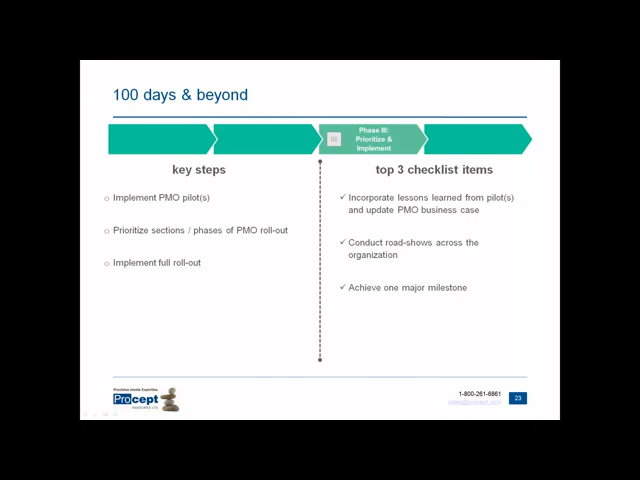 100 days & beyond
III
Phase III:
Prioritize &
Implement
key steps
Implement PMO pilot(s)
Prioritize sections / phases of PMO roll-out
Implement full roll-out
top 3 checklist items
Incorporate lessons learned from pilot(s)
and update PMO business case
Conduct road-shows across the
organization
Achieve one major milestone
Precision meets Expertise.
Procept
ASSOCIATES LTD.
1-800-261-6861
sales@procept.com
23